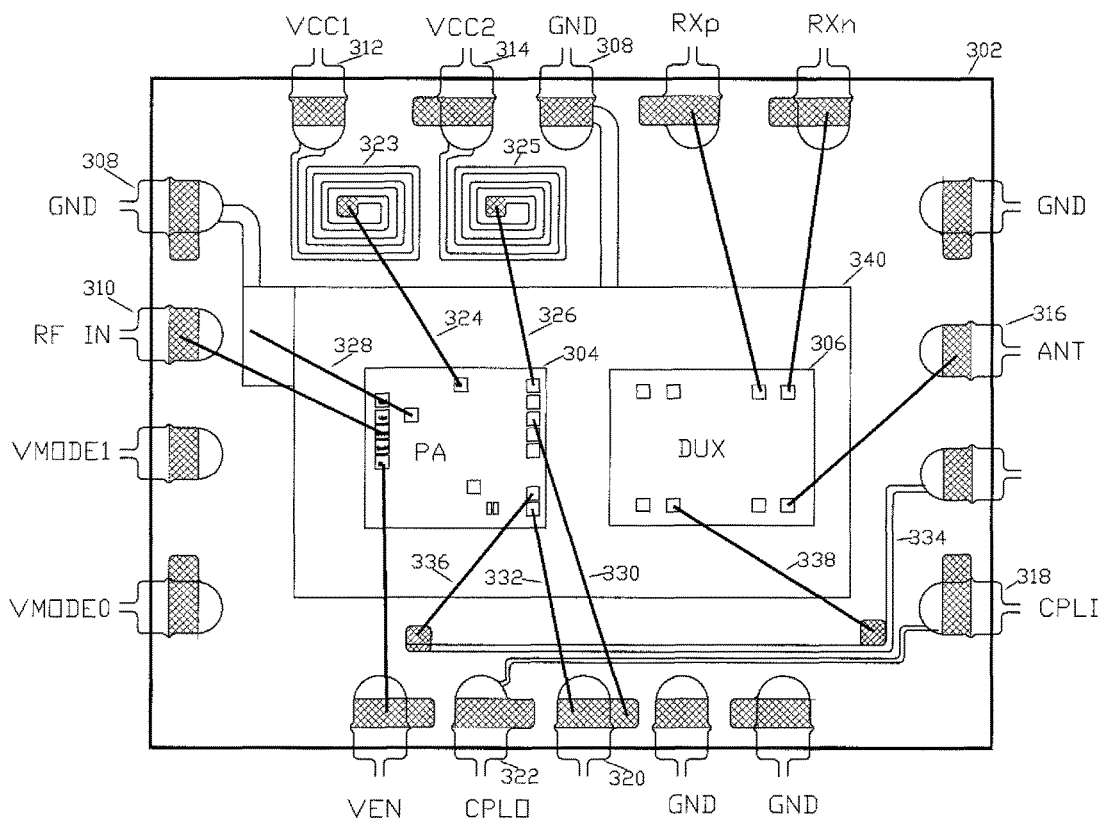 VCC1
VCC2
GND
RXp
RXn
312
314
308
302
323
325
308
GND
GND
340
310
RF IN
316
ANT
324
326
304
306
328
PA
DUX
VMODE1
334
336
332
330
338
318
VMODE0
CPLI
322
320
VEN
CPLO
GND
GND